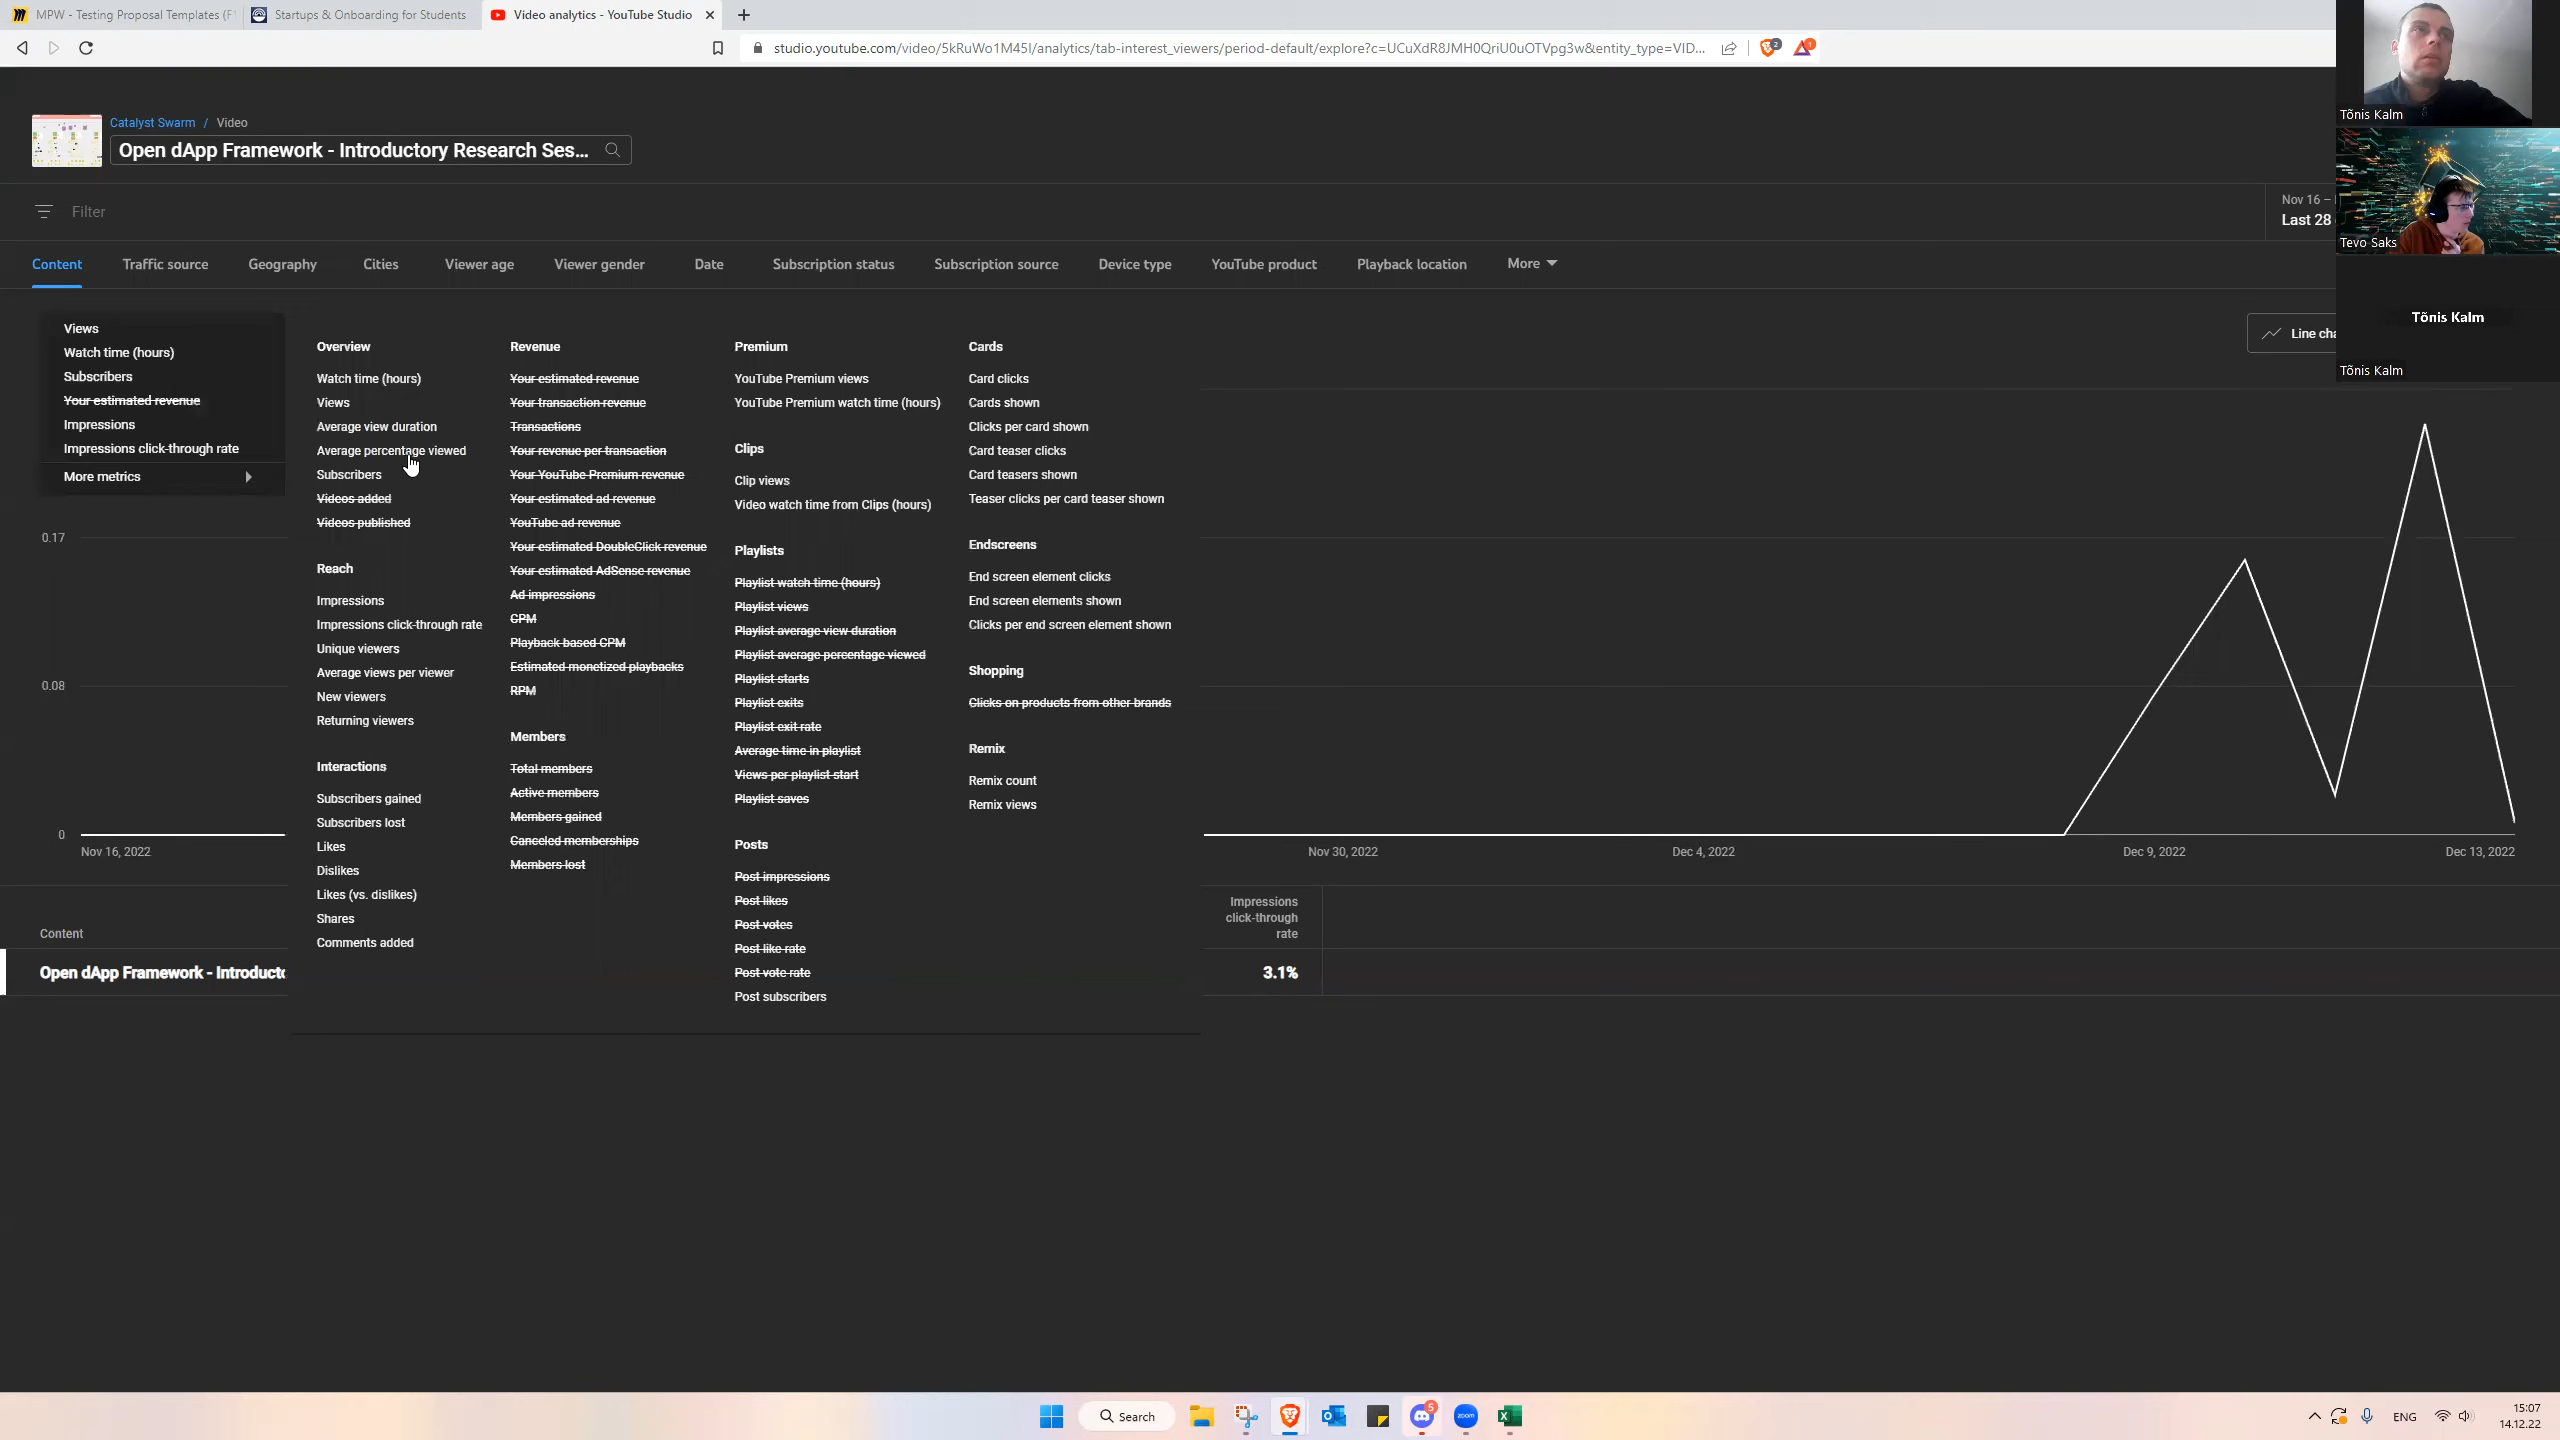 MPW - Testing Proposal Templates (F
Startups & Onboarding for Students
Video analytics - YouTube Studio
studio.youtube.com/video/5kRuWo1M45I/analytics/tab-interest_viewers/period-default/explore?c=UCuXdR8JMH0QriU0uOTVpg3w&entity_type=VID...
Catalyst Swarm / Video
Open dApp Framework - Introductory Research Ses...
Filter
Nov 16 –
Last 28
Content
Traffic source
Geography
Cities
Viewer age
Viewer gender
Date
Subscription status
Subscription source
Device type
YouTube product
Playback location
More
Views
Watch time (hours)
Subscribers
Your estimated revenue
Impressions
Impressions click-through rate
More metrics
Overview
Watch time (hours)
Views
Average view duration
Average percentage viewed
Subscribers
Videos added
Videos published
Reach
Impressions
Impressions click-through rate
Unique viewers
Average views per viewer
New viewers
Returning viewers
Interactions
Subscribers gained
Subscribers lost
Likes
Dislikes
Likes (vs. dislikes)
Shares
Comments added
Revenue
Your estimated revenue
Your transaction revenue
Transactions
Your revenue per transaction
Your YouTube Premium revenue
Your estimated ad revenue
YouTube ad revenue
Your estimated DoubleClick revenue
Your estimated AdSense revenue
Ad impressions
CPM
Playback based CPM
Estimated monetized playbacks
RPM
Members
Total members
Active members
Members gained
Canceled memberships
Members lost
Premium
YouTube Premium views
YouTube Premium watch time (hours)
Clips
Clip views
Video watch time from Clips (hours)
Playlists
Playlist watch time (hours)
Playlist views
Playlist average view duration
Playlist average percentage viewed
Playlist starts
Playlist exits
Playlist exit rate
Average time in playlist
Views per playlist start
Playlist saves
Posts
Post impressions
Post likes
Post votes
Post like rate
Post vote rate
Post subscribers
Cards
Card clicks
Cards shown
Clicks per card shown
Card teaser clicks
Card teasers shown
Teaser clicks per card teaser shown
Endscreens
End screen element clicks
End screen elements shown
Clicks per end screen element shown
Shopping
Clicks on products from other brands
Remix
Remix count
Remix views
Line cha
0.17
0.08
0
Nov 16, 2022
Nov 30, 2022
Dec 4, 2022
Dec 9, 2022
Dec 13, 2022
Content
Impressions
click-through
rate
Open dApp Framework - Introducto
3.1%
Tõnis Kalm
Tevo Saks
Tõnis Kalm
Tõnis Kalm
Search
zoom
5
ENG
15:07
14.12.22